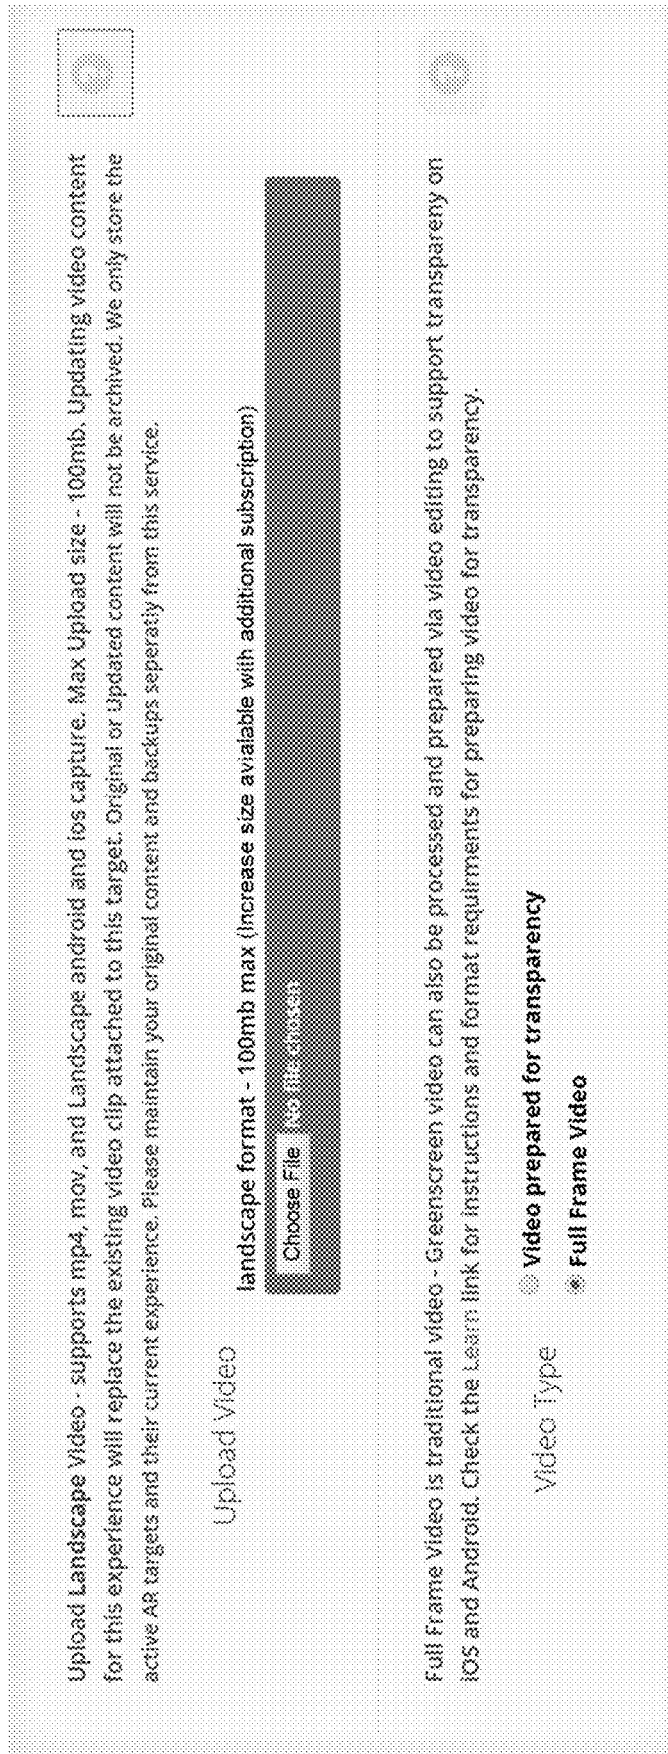 Upload Landscape Video - supports mp4, mov, and Landscape android and ios capture. Max Upload size - 100mb. Updating video content
for this experience will replace the existing video clip attached to this target. Original or Updated content will not be archived. We only store the
active AR targets and their current experience. Please maintain your original content and backups seperatly from this service.
landscape format - 100mb max (Increase size avialable with additional subscription)
Upload Video
Choose File file chosen
Full Frame Video is traditional video - Greenscreen video can also be processed and prepared via video editing to support transpareny on
iOS and Android. Check the Learn link for instructions and format requirments for preparing video for transparency.
Video Type
Video prepared for transparency
Full Frame Video